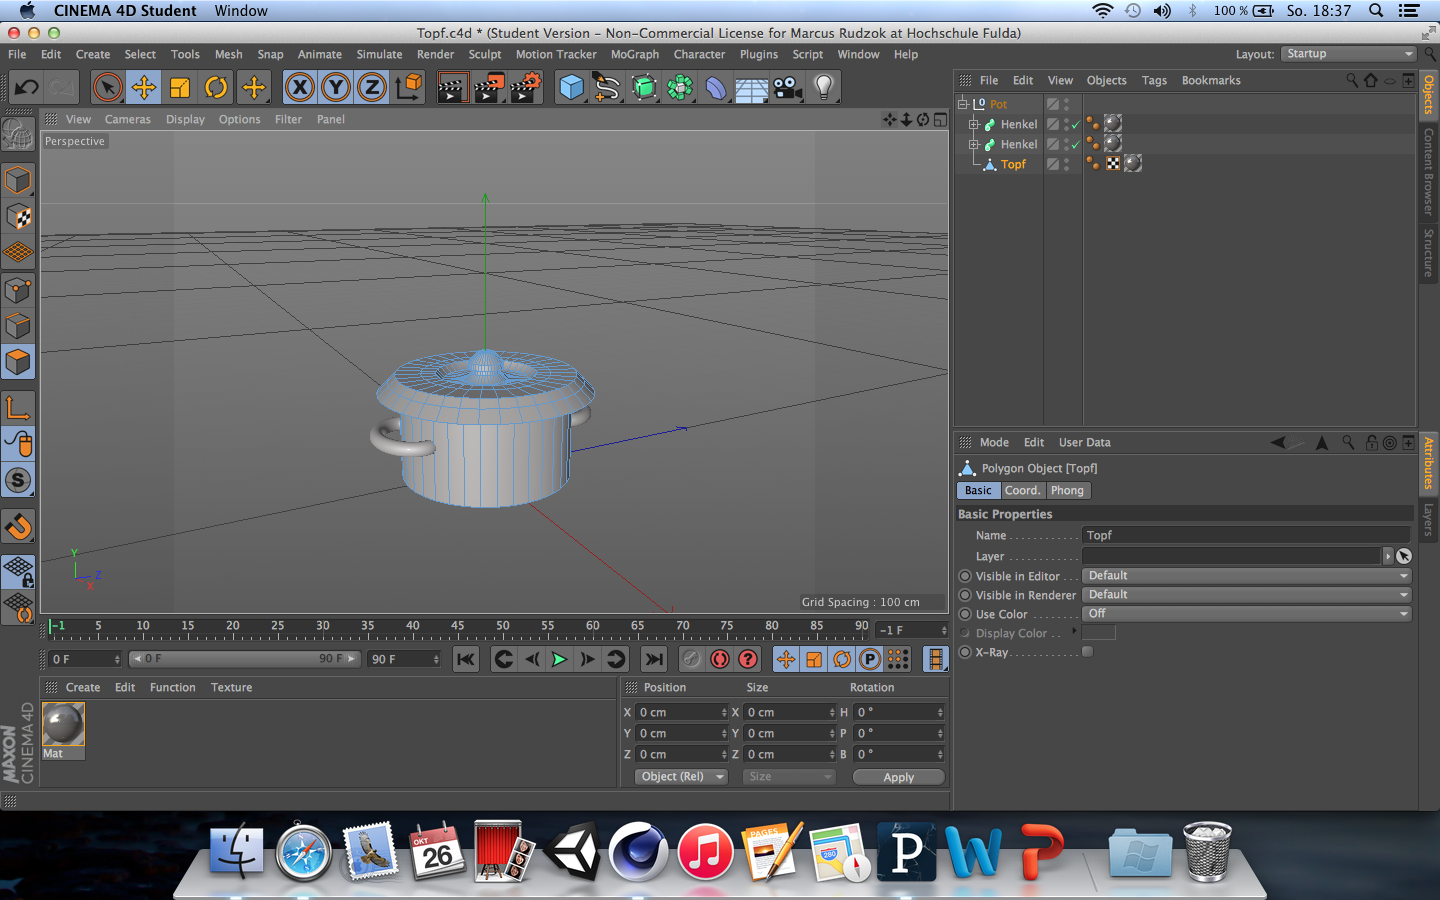 CINEMA 4D Student Window 100 % So. 18:37
Topf.c4d * (Student Version - Non-Commercial License for Marcus Rudzok at Hochschule Fulda)
File Edit Create Select Tools Mesh Snap Animate Simulate Render Sculpt Motion Tracker MoGraph Character Plugins Script Window Help Layout: Startup
X Y Z
File Edit View Objects Tags Bookmarks
Objects
Content Browser
Structure
View Cameras Display Options Filter Panel
Perspective
Pot
Henkel
Henkel
Topf
Y
Z
X
Grid Spacing : 100 cm
Mode Edit User Data
Attributes
Layers
Polygon Object [Topf]
Basic Coord. Phong
Basic Properties
Name . . . . . . . . . . . Topf
Layer . . . . . . . . . . .
Visible in Editor . . . Default
Visible in Renderer Default
Use Color . . . . . . . Off
Display Color . .
X-Ray. . . . . . . . . . .
S
-1 5 10 15 20 25 30 35 40 45 50 55 60 65 70 75 80 85 90 -1 F
0 F 0 F 90 F 90 F
P
Create Edit Function Texture
Mat
MAXON
CINEMA 4D
Position Size Rotation
X 0 cm X 0 cm H 0 °
Y 0 cm Y 0 cm P 0 °
Z 0 cm Z 0 cm B 0 °
Object (Rel) Size Apply
OKT
26
PAGES
280
P
W